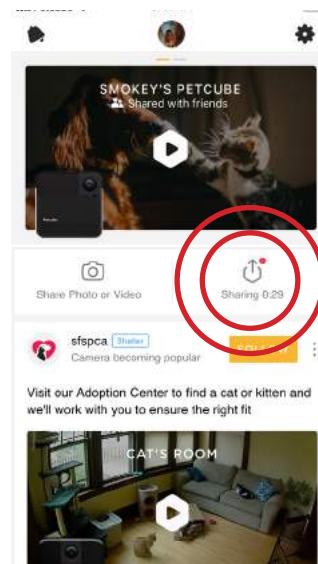 SMOKEY'S PETCUBE
Shared with friends
Share Photo or Video
Sharing 0:29
sfspca Shelter
FOLLOW
Camera becoming popular
Visit our Adoption Center to find a cat or kitten and
we'll work with you to ensure the right fit
CAT'S ROOM